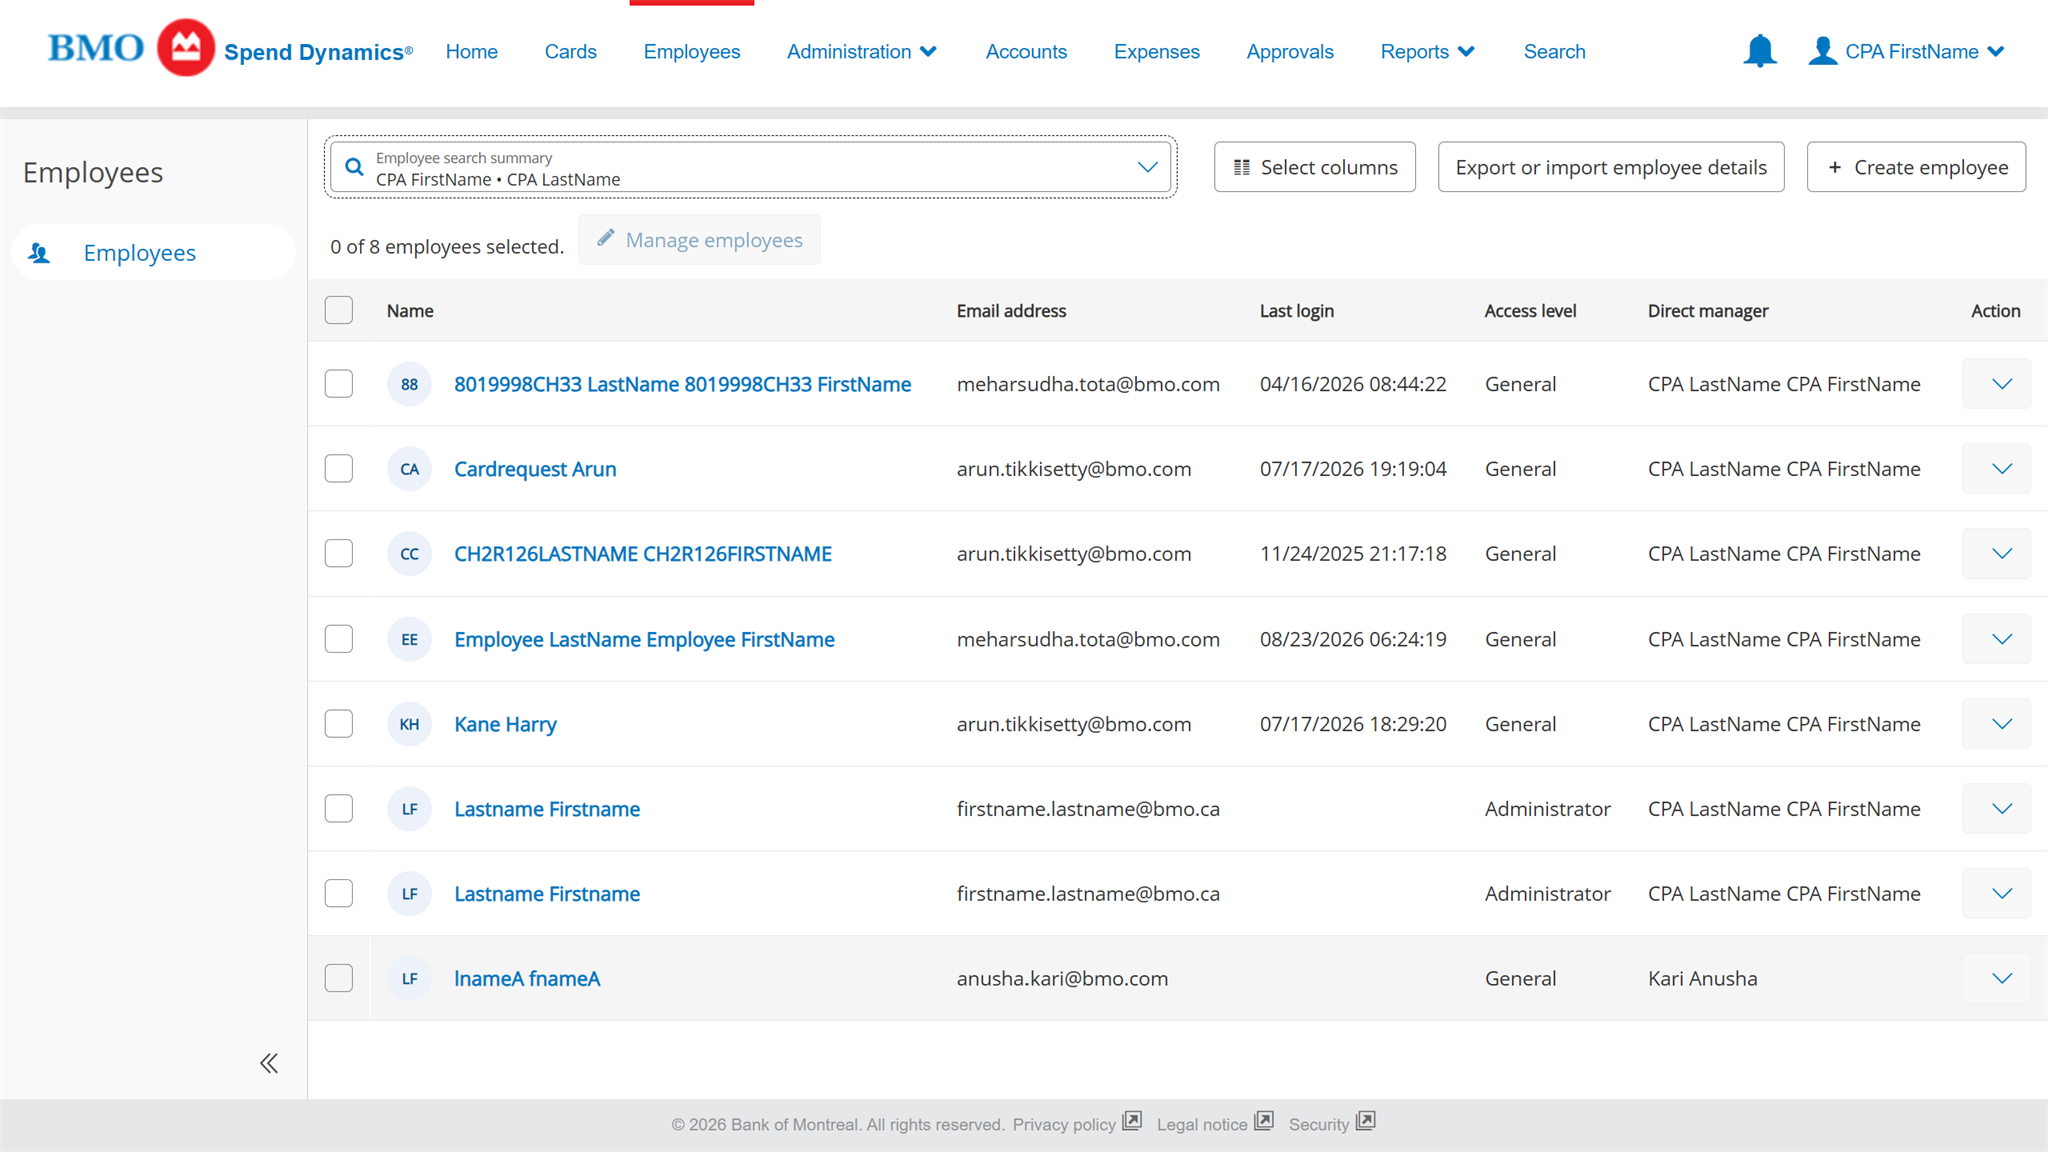 BMO Spend Dynamics® Home Cards Employees Administration Accounts Expenses Approvals Reports Search CPA FirstName
Employees
Employees
Employee search summary
CPA FirstName • CPA LastName
Select columns
Export or import employee details
+ Create employee
0 of 8 employees selected.
Manage employees
Name Email address Last login Access level Direct manager Action
88 8019998CH33 LastName 8019998CH33 FirstName meharsudha.tota@bmo.com 04/16/2026 08:44:22 General CPA LastName CPA FirstName
CA Cardrequest Arun arun.tikkisetty@bmo.com 07/17/2026 19:19:04 General CPA LastName CPA FirstName
CC CH2R126LASTNAME CH2R126FIRSTNAME arun.tikkisetty@bmo.com 11/24/2025 21:17:18 General CPA LastName CPA FirstName
EE Employee LastName Employee FirstName meharsudha.tota@bmo.com 08/23/2026 06:24:19 General CPA LastName CPA FirstName
KH Kane Harry arun.tikkisetty@bmo.com 07/17/2026 18:29:20 General CPA LastName CPA FirstName
LF Lastname Firstname firstname.lastname@bmo.ca Administrator CPA LastName CPA FirstName
LF Lastname Firstname firstname.lastname@bmo.ca Administrator CPA LastName CPA FirstName
LF lnameA fnameA anusha.kari@bmo.com General Kari Anusha
© 2026 Bank of Montreal. All rights reserved. Privacy policy Legal notice Security